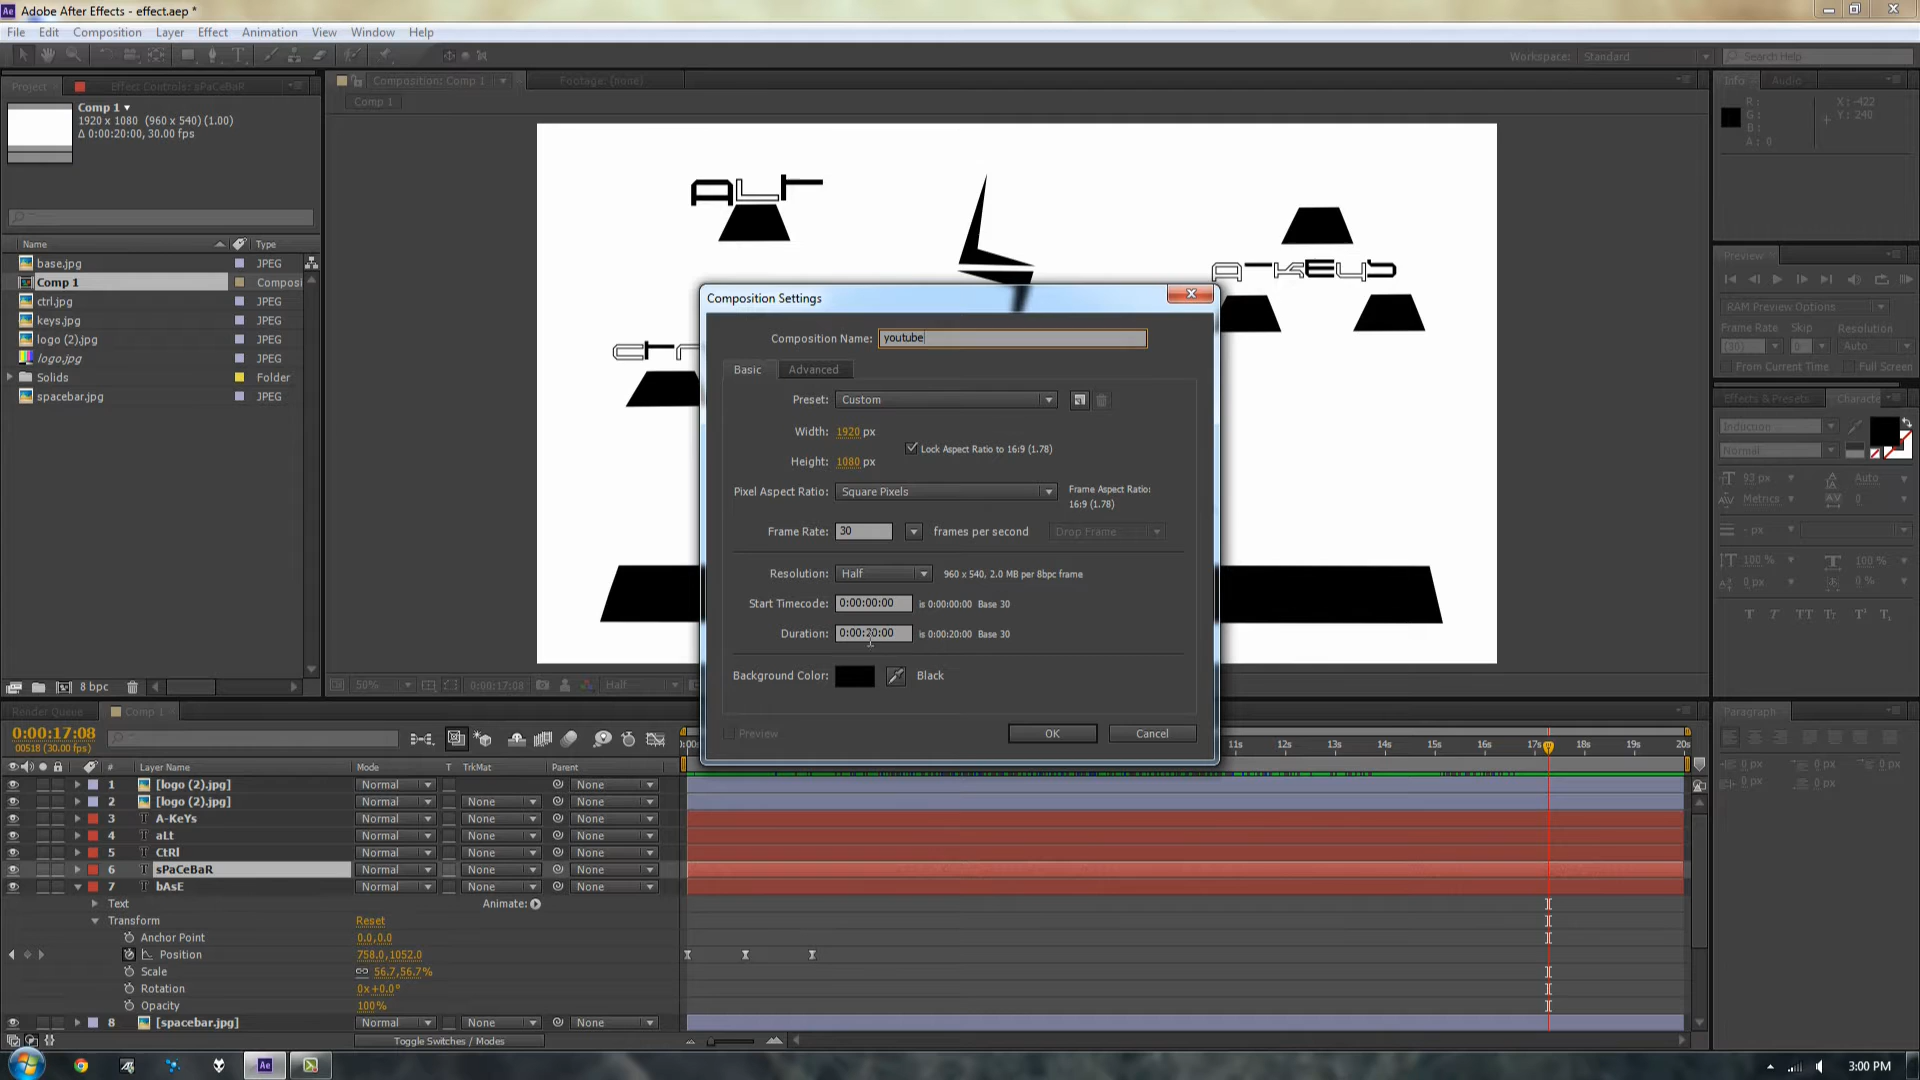 Adobe After Effects - effect.aep *
File Edit Composition Layer Effect Animation View Window Help
Workspace: Standard Search Help
Project Effect Controls: sPaCeBaR
Composition: Comp 1 Footage: (none)
Info Audio
Comp 1
Comp 1
1920 x 1080 (960 x 540) (1.00)
Δ 0:00:20:00, 30.00 fps
R:
G:
B:
A: 0
X: -422
Y: 240
ALT
A-KEYS
Name Type
base.jpg JPEG
Comp 1 Composi
ctrl.jpg JPEG
keys.jpg JPEG
logo (2).jpg JPEG
logo.jpg JPEG
Solids Folder
spacebar.jpg JPEG
Preview
RAM Preview Options
Frame Rate Skip Resolution
(30) 0 Auto
From Current Time Full Screen
Effects & Presets Characte
Induction
Normal
93 px Auto
Metrics 0
- px
100 % 100 %
0 px 0 %
T T TT Tt T¹ T₁
Composition Settings
Composition Name: youtube
Basic Advanced
Preset: Custom
Width: 1920 px
Lock Aspect Ratio to 16:9 (1.78)
Height: 1080 px
Pixel Aspect Ratio: Square Pixels
Frame Aspect Ratio:
16:9 (1.78)
Frame Rate: 30 frames per second Drop Frame
Resolution: Half 960 x 540, 2.0 MB per 8bpc frame
Start Timecode: 0:00:00:00 is 0:00:00:00 Base 30
Duration: 0:00:20:00 is 0:00:20:00 Base 30
Background Color: Black
Preview OK Cancel
8 bpc
50% 0:00:17:08 Half
Render Queue Comp 1
Paragraph
0:00:17:08
00518 (30.00 fps)
11s 12s 13s 14s 15s 16s 17s 18s 19s 20s
# Layer Name Mode T TrkMat Parent
1 [logo (2).jpg] Normal None
2 [logo (2).jpg] Normal None None
3 A-KeYs Normal None None
4 aLt Normal None None
5 CtRl Normal None None
6 sPaCeBaR Normal None None
7 bAsE Normal None None
Text Animate:
Transform Reset
Anchor Point 0.0,0.0
Position 758.0,1052.0
Scale 56.7,56.7%
Rotation 0x+0.0°
Opacity 100%
8 [spacebar.jpg] Normal None None
Toggle Switches / Modes
0 px 0 px 0 px
0 px 0 px
3:00 PM